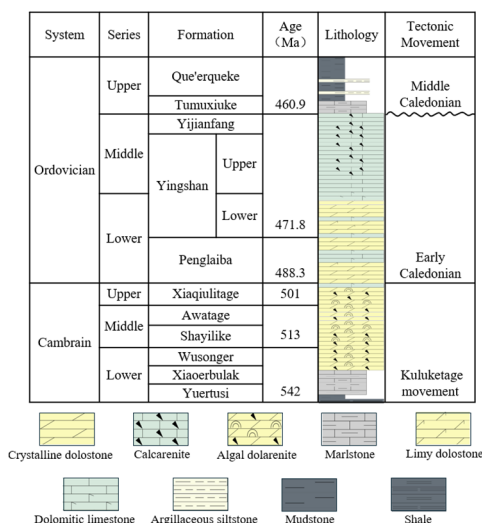 System Series Formation Age (Ma) Lithology Tectonic Movement
Ordovician
Upper
Que'erqueke
Tumuxiuke
460.9
Middle Caledonian
Middle
Yijianfang
Yingshan
Upper
Lower
Lower
471.8
Penglaiba
488.3
Early Caledonian
Cambrain
Upper
Xiaqiulitage
501
Middle
Awatage
Shayilike
513
Lower
Wusonger
Xiaoerbulak
Yuertusi
542
Kuluketage movement
Crystalline dolostone Calcarenite Algal dolarenite Marlstone Limy dolostone
Dolomitic limestone Argillaceous siltstone Mudstone Shale